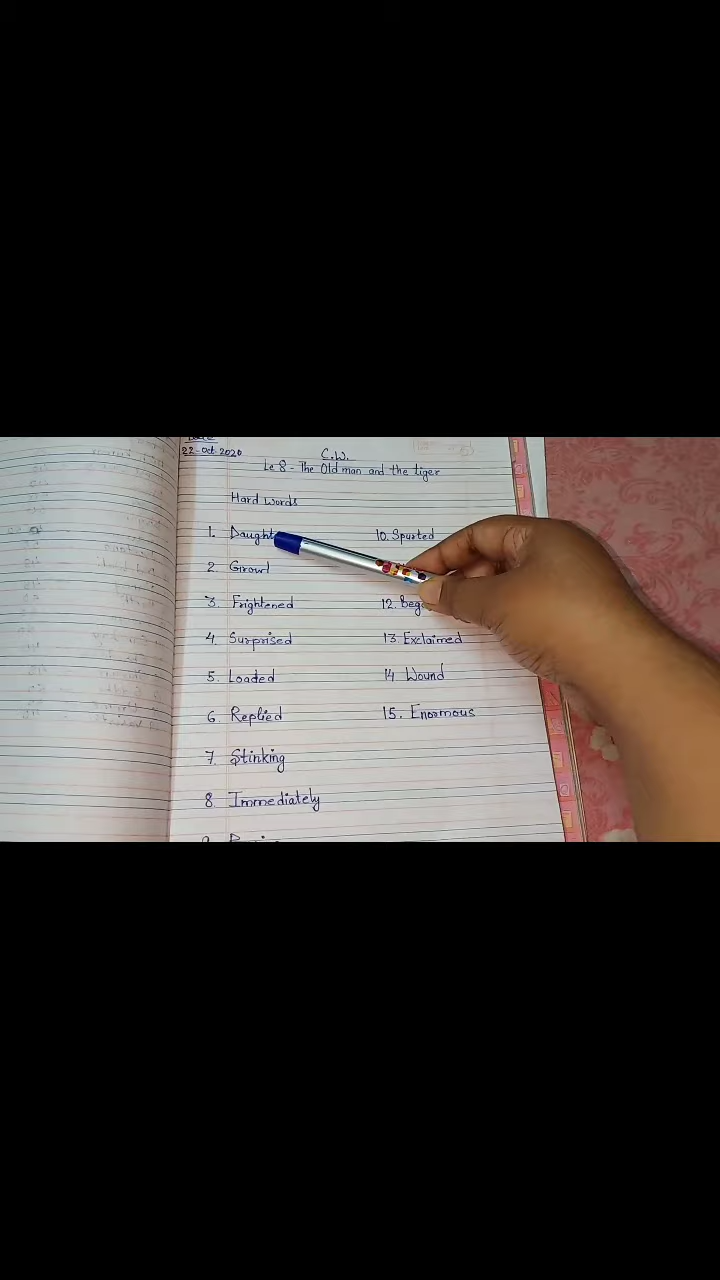 Date
22-Oct 2020
C.W.
Le 8 - The Old man and the tiger
Hard Words
1. Daught
2. Growl
3. Frightened
4. Surprised
5. Loaded
6. Replied
7. Stinking
8. Immediately
10. Spurted
12. Beg
13. Exclaimed
14 Wound
15. Enormous